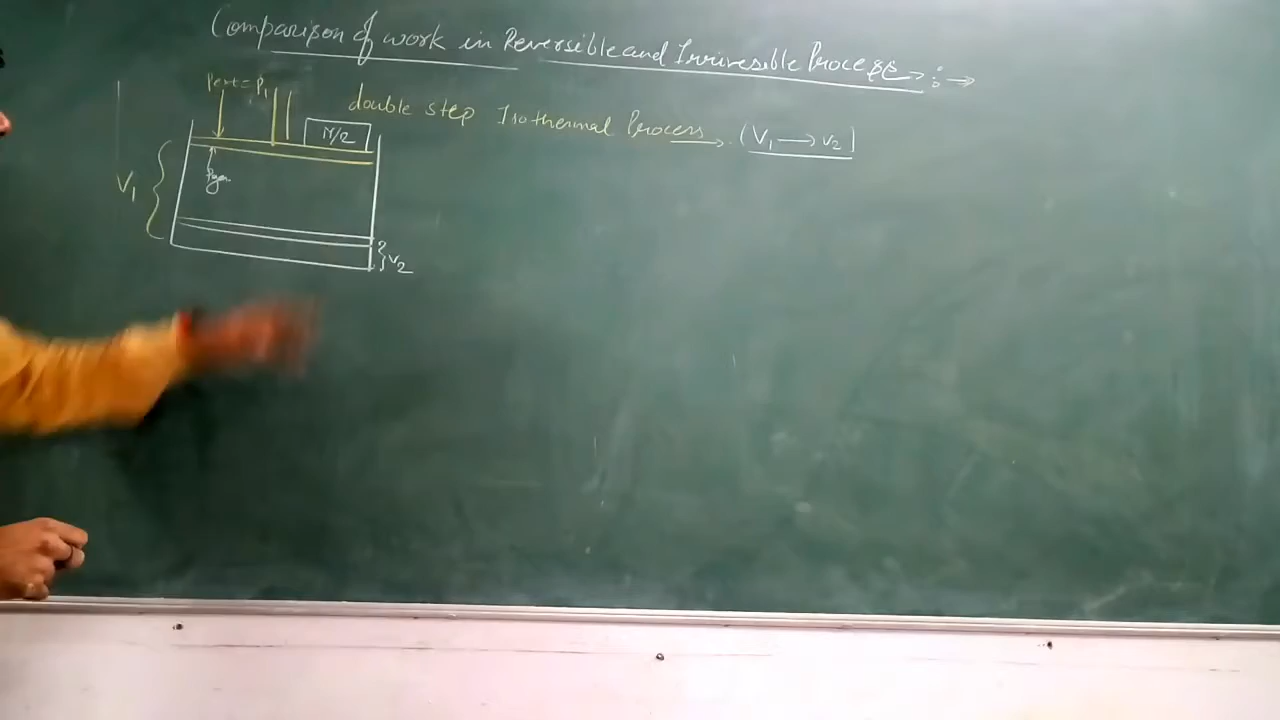 Comparison of work in Reversible and Irrivesible Process :→
Pext = P1
double step Isothermal Process → (V1 → V2]
M/2
Pgas
V1
V2